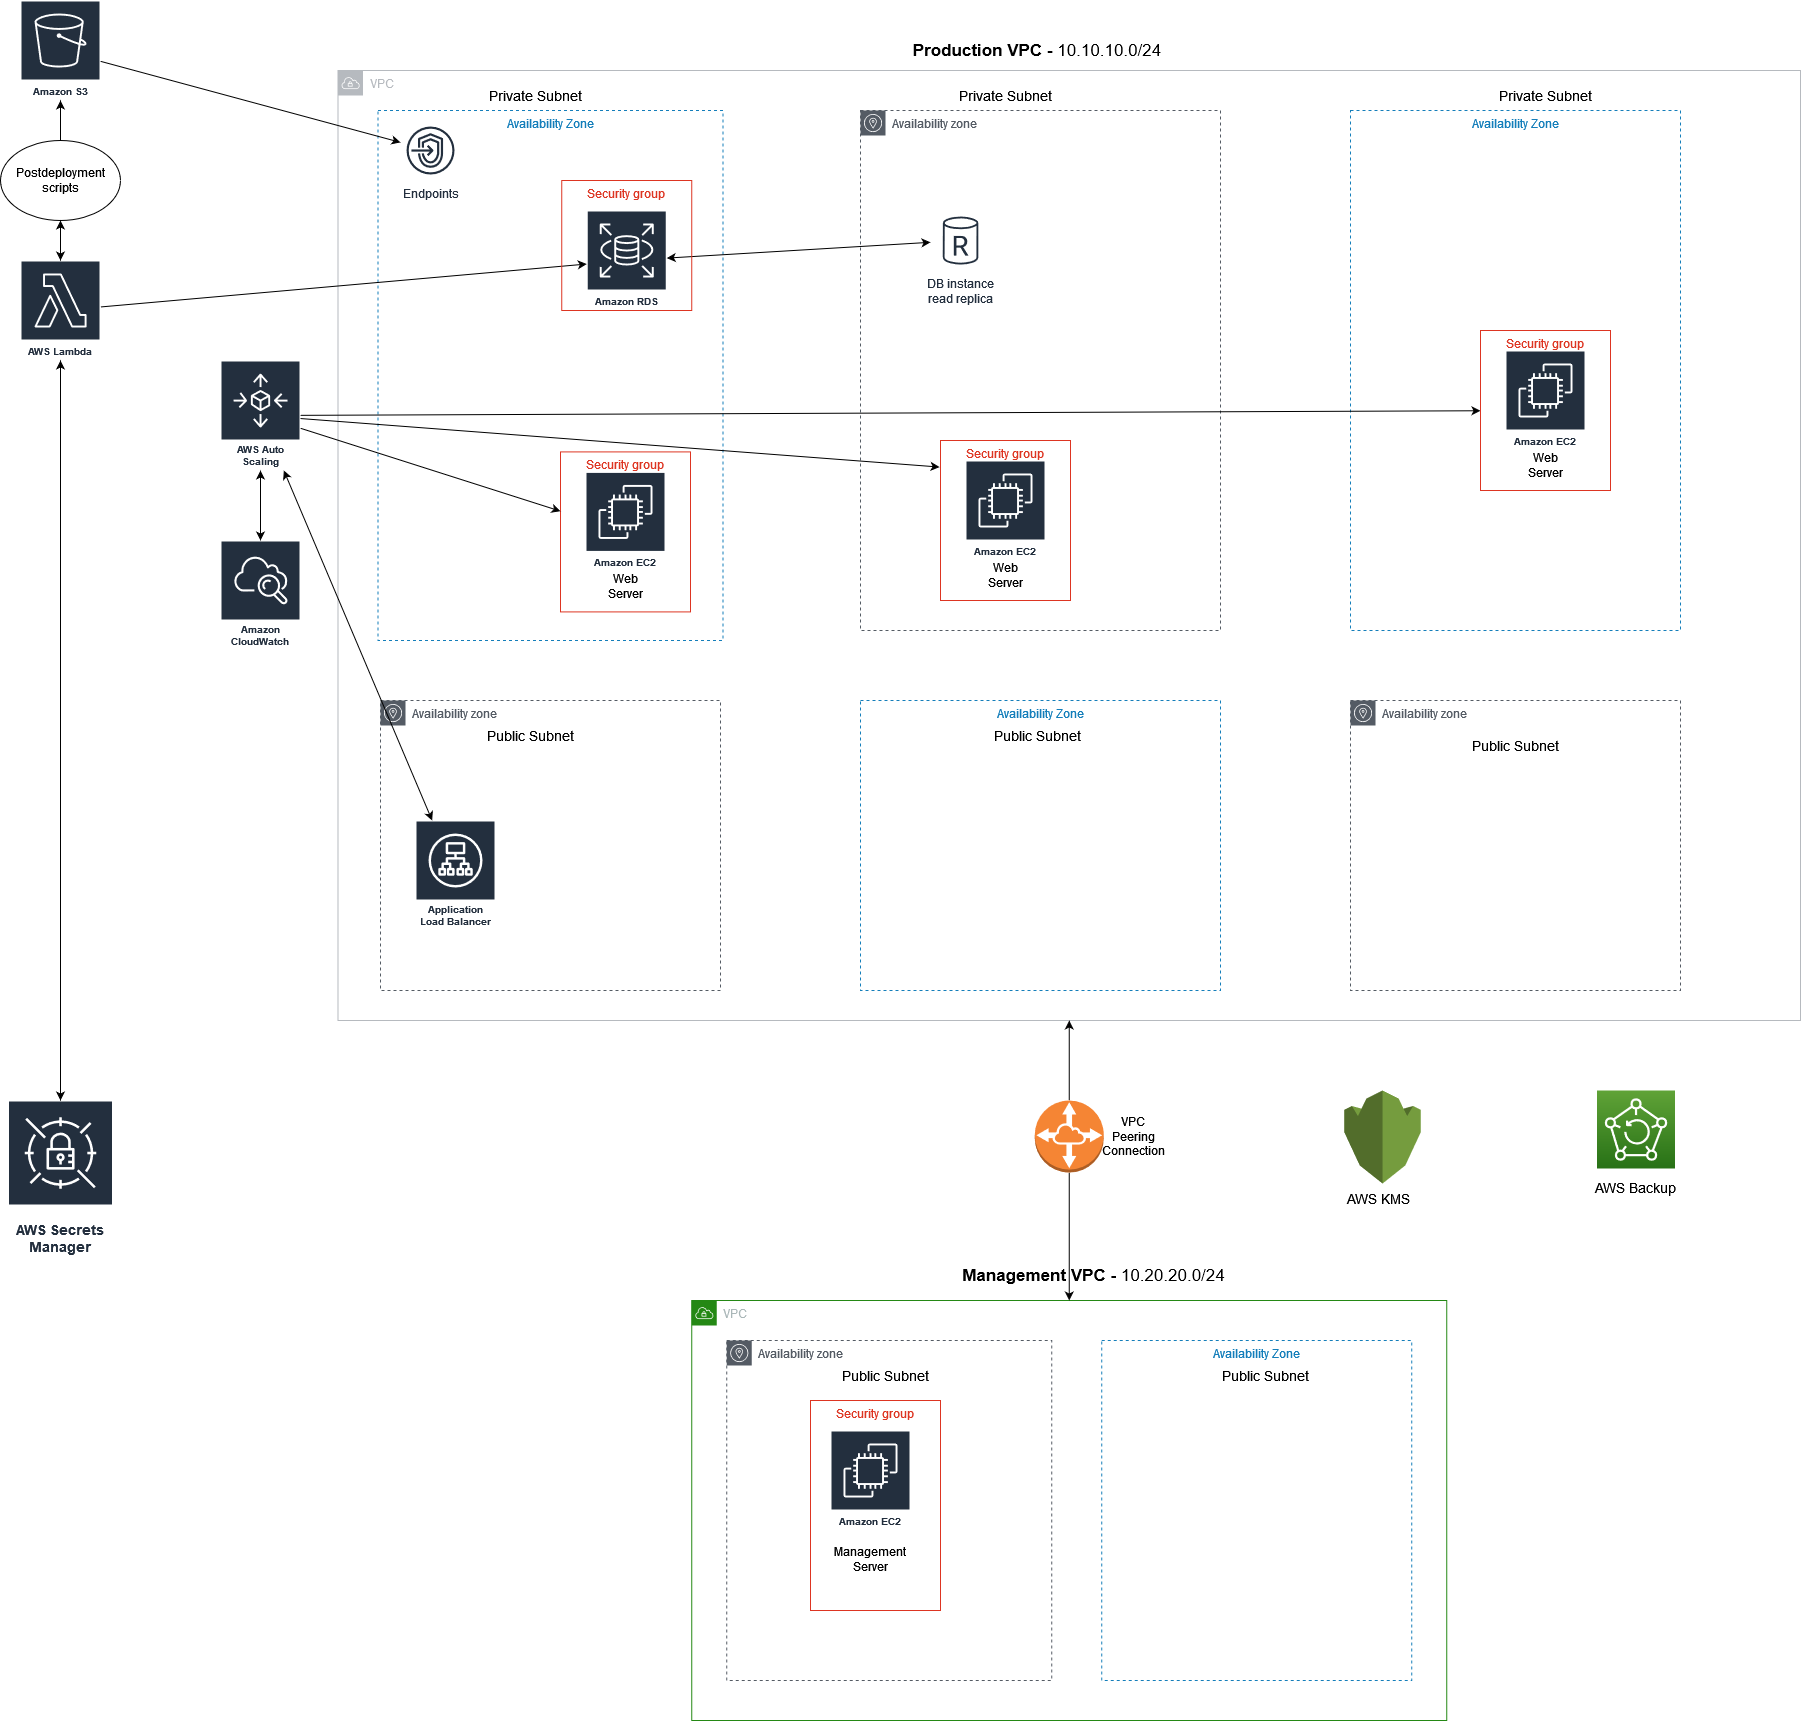 Amazon S3
Postdeployment
scripts
AWS Lambda
AWS Auto
Scaling
Amazon
CloudWatch
AWS Secrets
Manager
Production VPC - 10.10.10.0/24
VPC
Private Subnet
Availability Zone
Endpoints
Security group
Amazon RDS
Security group
Amazon EC2
Web
Server
Private Subnet
Availability zone
R
DB instance
read replica
Security group
Amazon EC2
Web
Server
Private Subnet
Availability Zone
Security group
Amazon EC2
Web
Server
Availability zone
Public Subnet
Application
Load Balancer
Availability Zone
Public Subnet
Availability zone
Public Subnet
VPC
Peering
Connection
AWS KMS
AWS Backup
Management VPC - 10.20.20.0/24
VPC
Availability zone
Public Subnet
Security group
Amazon EC2
Management
Server
Availability Zone
Public Subnet